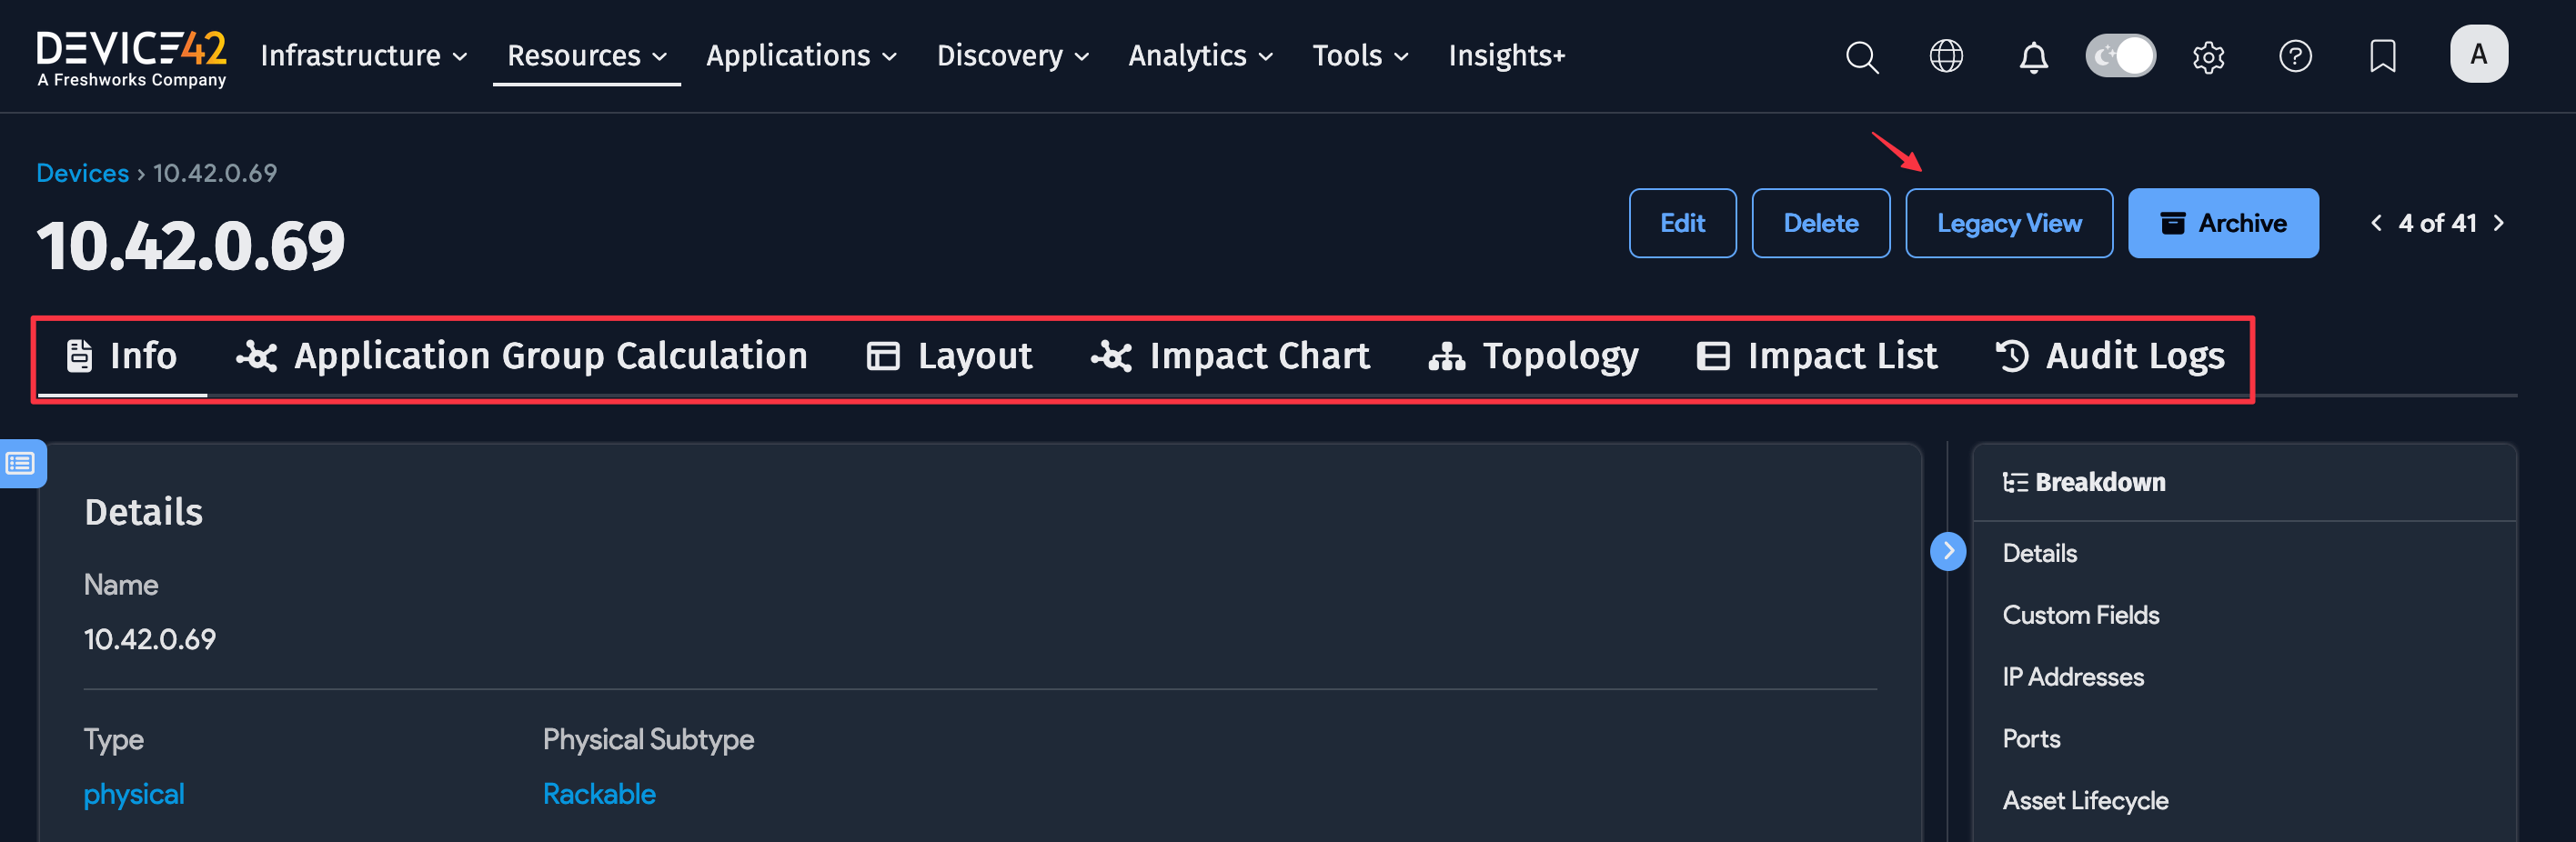 DEVICE42
A Freshworks Company
Infrastructure Resources Applications Discovery Analytics Tools Insights+
A
Devices › 10.42.0.69
10.42.0.69
Edit Delete Legacy View Archive 4 of 41
Info Application Group Calculation Layout Impact Chart Topology Impact List Audit Logs
Details
Name
10.42.0.69
Type Physical Subtype
physical Rackable
Breakdown
Details
Custom Fields
IP Addresses
Ports
Asset Lifecycle